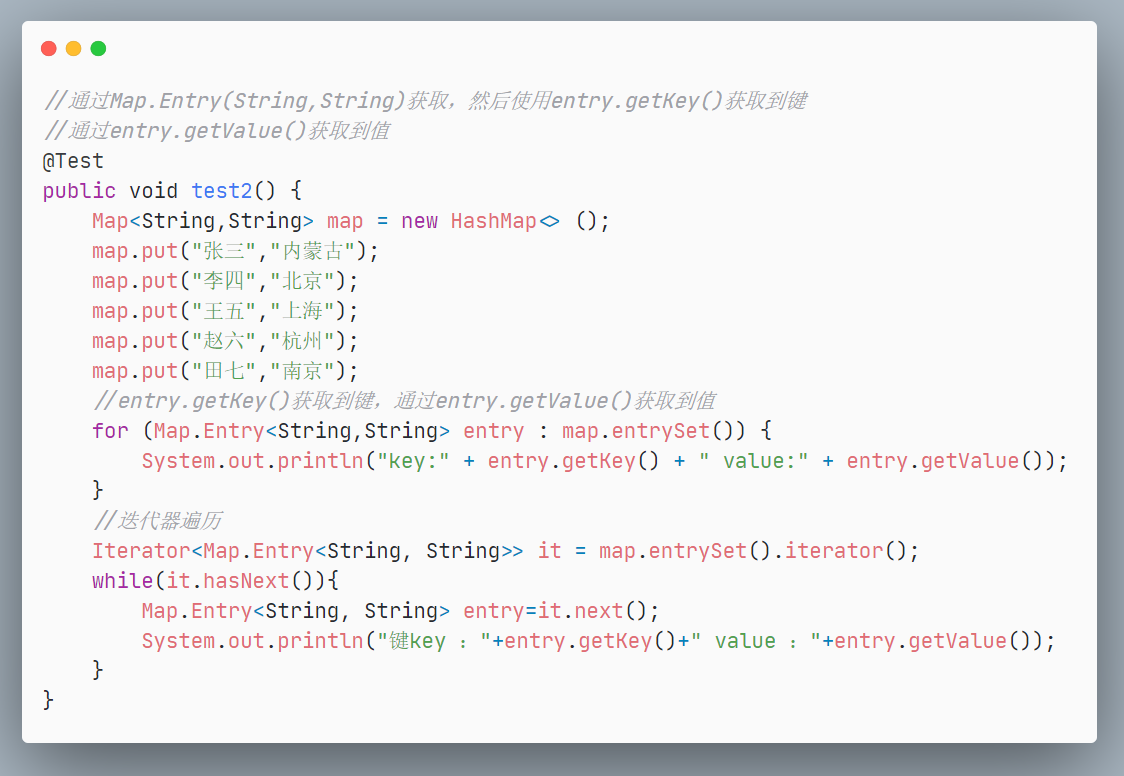 //通过Map.Entry(String,String)获取，然后使用entry.getKey()获取到键
//通过entry.getValue()获取到值
@Test
public void test2() {
    Map<String,String> map = new HashMap<> ();
    map.put("张三","内蒙古");
    map.put("李四","北京");
    map.put("王五","上海");
    map.put("赵六","杭州");
    map.put("田七","南京");
    //entry.getKey()获取到键，通过entry.getValue()获取到值
    for (Map.Entry<String,String> entry : map.entrySet()) {
        System.out.println("key:" + entry.getKey() + " value:" + entry.getValue());
    }
    //迭代器遍历
    Iterator<Map.Entry<String, String>> it = map.entrySet().iterator();
    while(it.hasNext()){
        Map.Entry<String, String> entry=it.next();
        System.out.println("键key ："+entry.getKey()+" value ："+entry.getValue());
    }
}